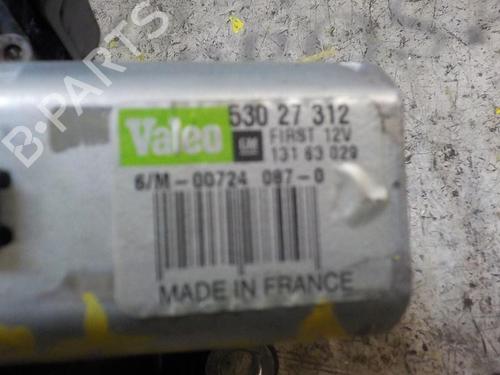 Valeo
530 27 312
FIRST 12V
GM
131 63 029
6/M-00724 087-0
MADE IN FRANCE
B-PARTS